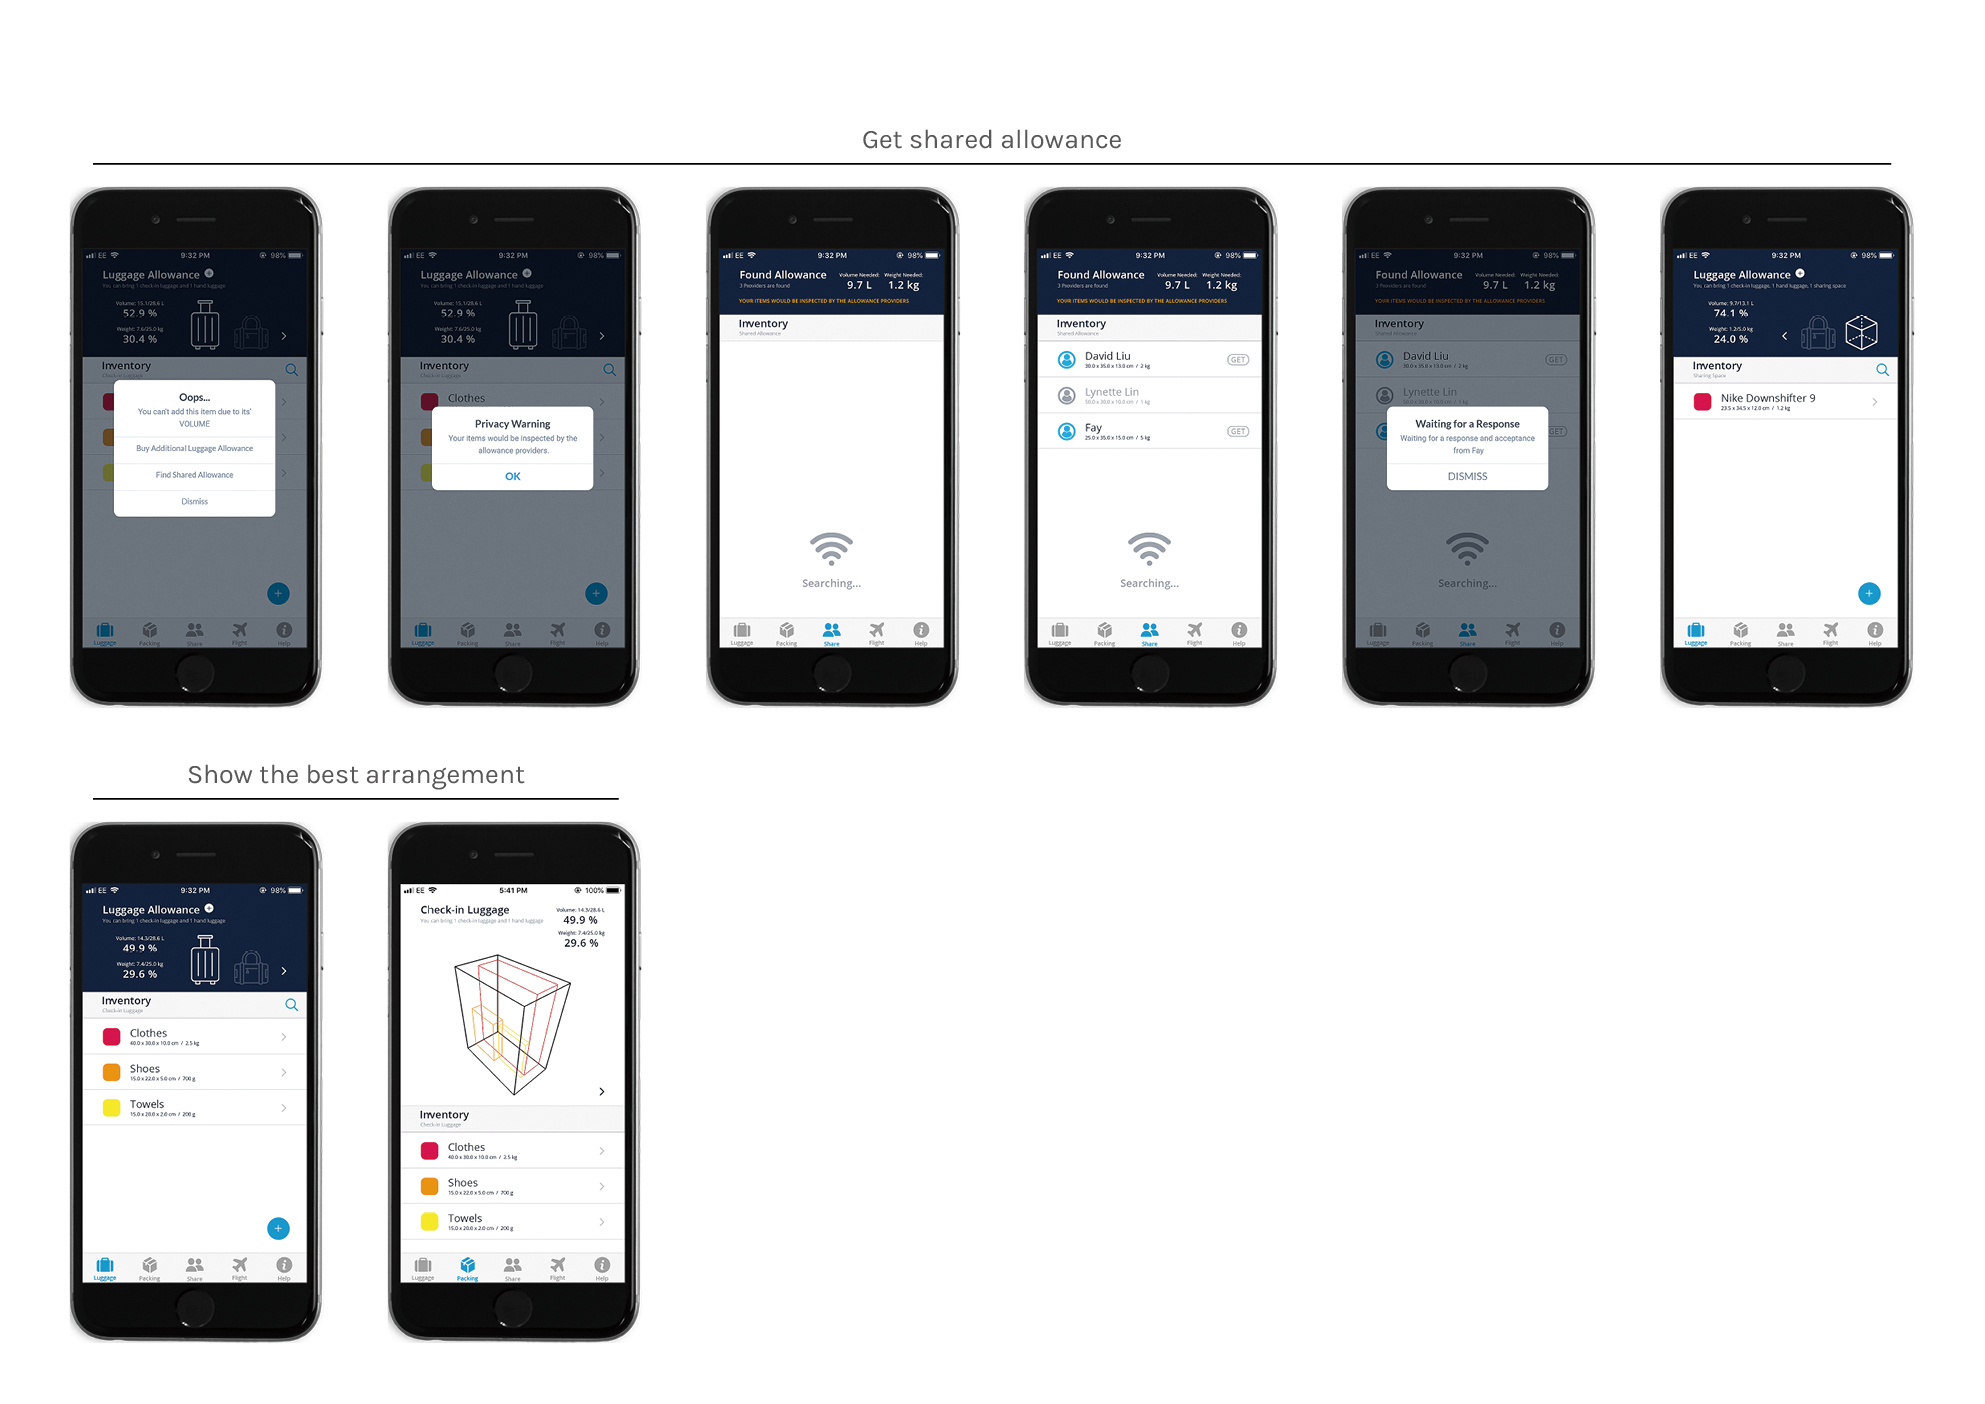 Get shared allowance
EE 9:32 PM 98%
Luggage Allowance
You can bring 1 check-in luggage and 1 hand luggage
Volume: 15.1/28.6 L
52.9 %
Weight: 7.6/25.0 kg
30.4 %
Inventory
Check-in Luggage
Oops...
You can't add this item due to its'
VOLUME
Buy Additional Luggage Allowance
Find Shared Allowance
Dismiss
Luggage Packing Share Flight Help
EE 9:32 PM 98%
Luggage Allowance
You can bring 1 check-in luggage and 1 hand luggage
Volume: 15.1/28.6 L
52.9 %
Weight: 7.6/25.0 kg
30.4 %
Inventory
Check-in Luggage
Clothes
Privacy Warning
Your items would be inspected by the
allowance providers.
OK
Luggage Packing Share Flight Help
EE 9:32 PM 98%
Found Allowance
3 Providers are found
Volume Needed: Weight Needed:
9.7 L 1.2 kg
YOUR ITEMS WOULD BE INSPECTED BY THE ALLOWANCE PROVIDERS
Inventory
Shared Allowance
Searching...
Luggage Packing Share Flight Help
EE 9:32 PM 98%
Found Allowance
3 Providers are found
Volume Needed: Weight Needed:
9.7 L 1.2 kg
YOUR ITEMS WOULD BE INSPECTED BY THE ALLOWANCE PROVIDERS
Inventory
Shared Allowance
David Liu
30.0 x 35.0 x 13.0 cm / 2 kg
GET
Lynette Lin
50.0 x 30.0 x 10.0 cm / 1 kg
Fay
25.0 x 35.0 x 15.0 cm / 5 kg
GET
Searching...
Luggage Packing Share Flight Help
EE 9:32 PM 98%
Found Allowance
3 Providers are found
Volume Needed: Weight Needed:
9.7 L 1.2 kg
YOUR ITEMS WOULD BE INSPECTED BY THE ALLOWANCE PROVIDERS
Inventory
Shared Allowance
David Liu
30.0 x 35.0 x 13.0 cm / 2 kg
GET
Lynette Lin
50.0 x 30.0 x 10.0 cm / 1 kg
GET
Waiting for a Response
Waiting for a response and acceptance
from Fay
DISMISS
Searching...
Luggage Packing Share Flight Help
EE 9:32 PM 98%
Luggage Allowance
You can bring 1 check-in luggage, 1 hand luggage, 1 sharing space
Volume: 9.7/13.1 L
74.1 %
Weight: 1.2/5.0 kg
24.0 %
Inventory
Sharing Space
Nike Downshifter 9
23.5 x 34.5 x 12.0 cm / 1.2 kg
Luggage Packing Share Flight Help
Show the best arrangement
EE 9:32 PM 98%
Luggage Allowance
You can bring 1 check-in luggage and 1 hand luggage
Volume: 14.3/28.6 L
49.9 %
Weight: 7.4/25.0 kg
29.6 %
Inventory
Check-in Luggage
Clothes
40.0 x 30.0 x 10.0 cm / 2.5 kg
Shoes
15.0 x 22.0 x 5.0 cm / 700 g
Towels
15.0 x 20.0 x 2.0 cm / 200 g
Luggage Packing Share Flight Help
EE 5:41 PM 100%
Check-in Luggage
You can bring 1 check-in luggage and 1 hand luggage
Volume: 14.3/28.6 L
49.9 %
Weight: 7.4/25.0 kg
29.6 %
Inventory
Check-in Luggage
Clothes
40.0 x 30.0 x 10.0 cm / 2.5 kg
Shoes
15.0 x 22.0 x 5.0 cm / 700 g
Towels
15.0 x 20.0 x 2.0 cm / 200 g
Luggage Packing Share Flight Help